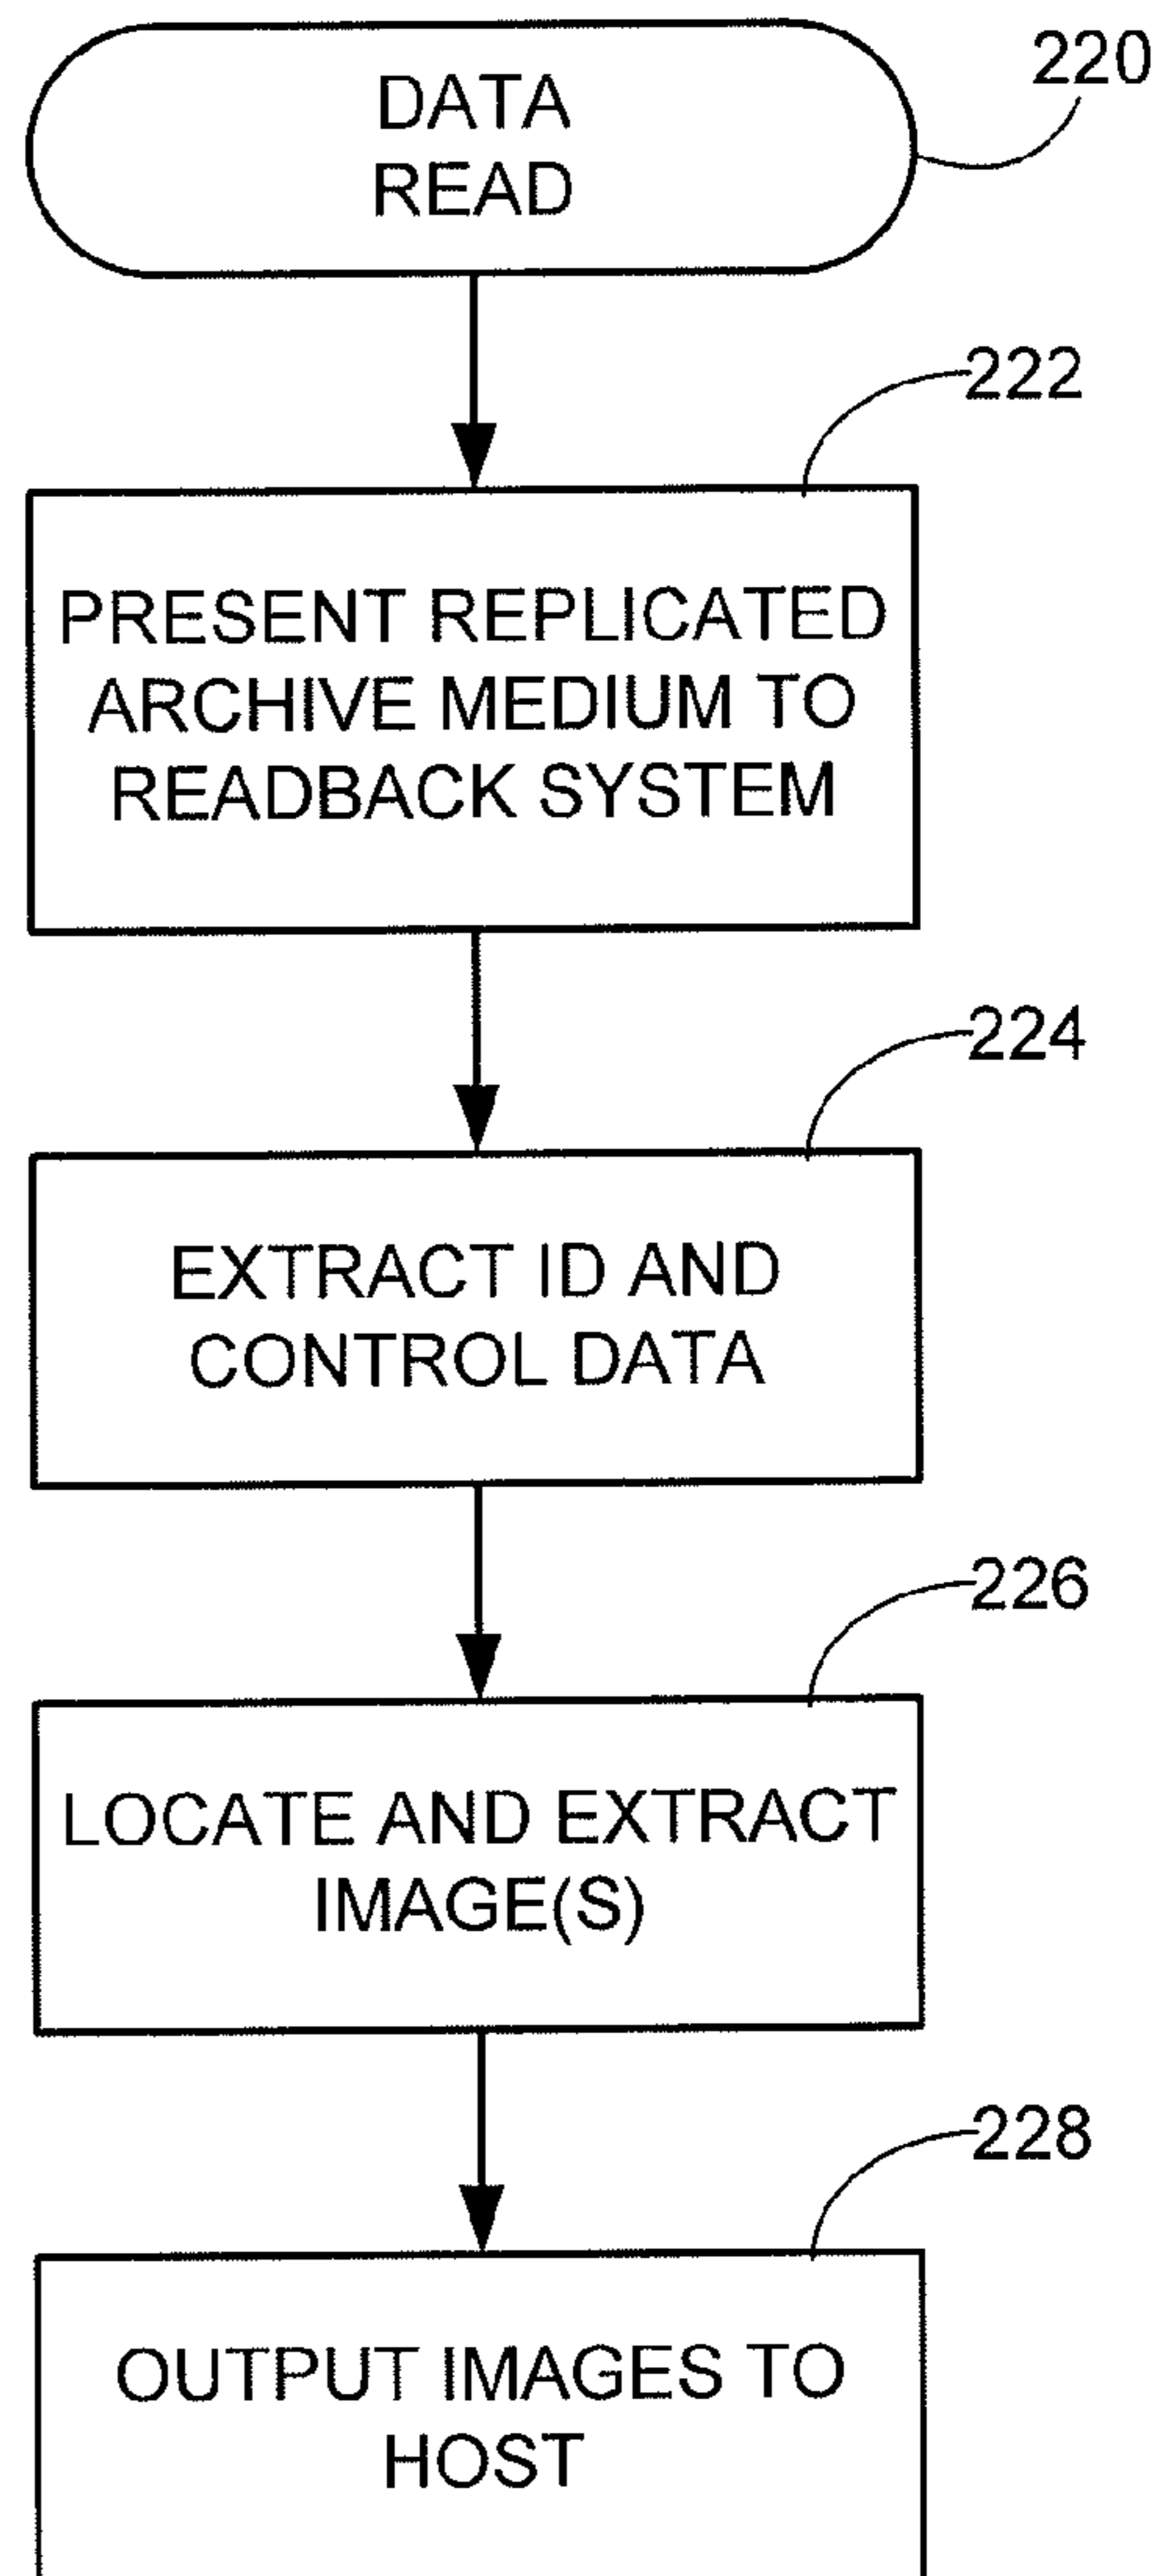 DATA
READ
220
222
PRESENT REPLICATED
ARCHIVE MEDIUM TO
READBACK SYSTEM
224
EXTRACT ID AND
CONTROL DATA
226
LOCATE AND EXTRACT
IMAGE(S)
228
OUTPUT IMAGES TO
HOST